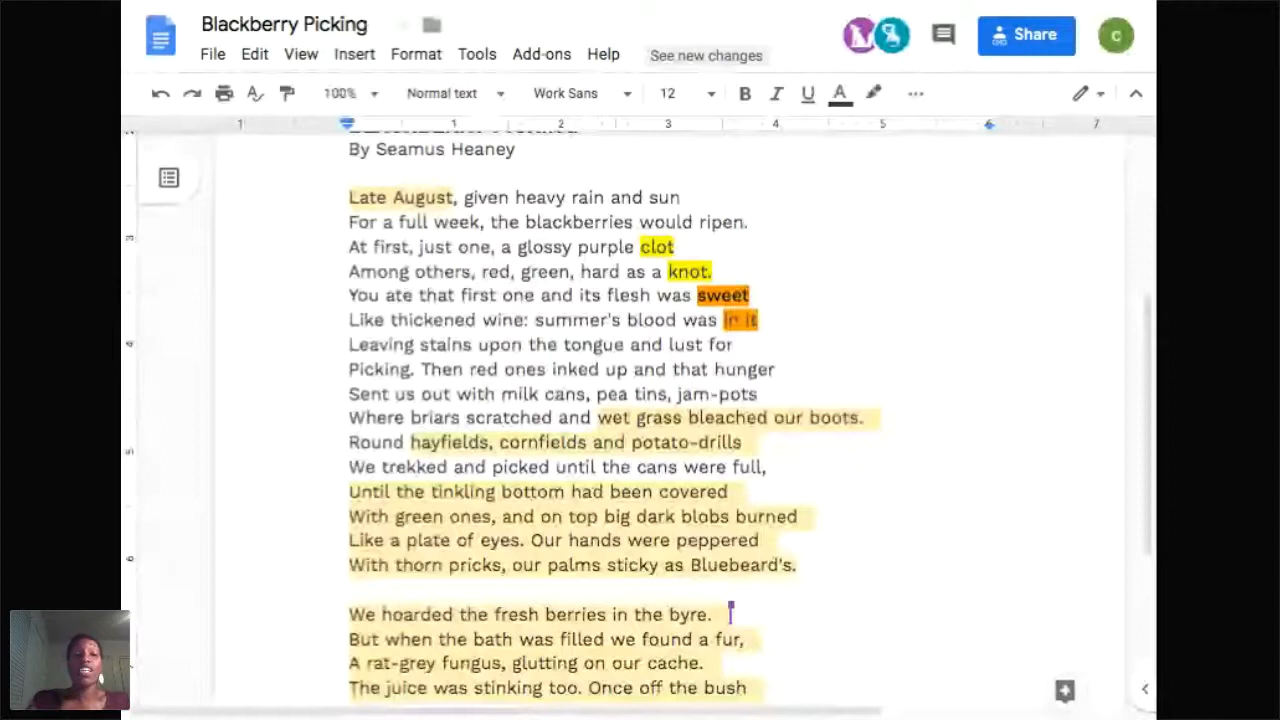 Blackberry Picking
File Edit View Insert Format Tools Add-ons Help See new changes
Share
C
100% Normal text Work Sans 12 B I U A
1 1 2 3 4 5 6 7
By Seamus Heaney
Late August, given heavy rain and sun
For a full week, the blackberries would ripen.
At first, just one, a glossy purple clot
Among others, red, green, hard as a knot.
You ate that first one and its flesh was sweet
Like thickened wine: summer's blood was in it
Leaving stains upon the tongue and lust for
Picking. Then red ones inked up and that hunger
Sent us out with milk cans, pea tins, jam-pots
Where briars scratched and wet grass bleached our boots.
Round hayfields, cornfields and potato-drills
We trekked and picked until the cans were full,
Until the tinkling bottom had been covered
With green ones, and on top big dark blobs burned
Like a plate of eyes. Our hands were peppered
With thorn pricks, our palms sticky as Bluebeard's.
We hoarded the fresh berries in the byre.
But when the bath was filled we found a fur,
A rat-grey fungus, glutting on our cache.
The juice was stinking too. Once off the bush